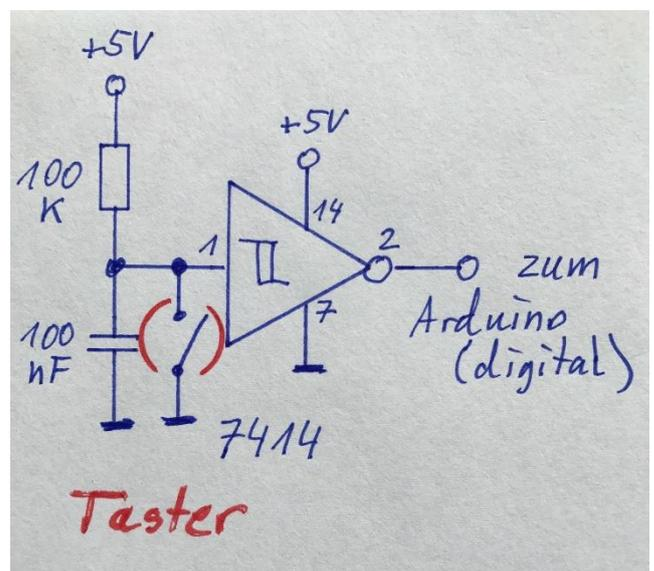 +5V
+5V
100
K
14
1
2
zum
7
Arduino
(digital)
100
nF
7414
Taster